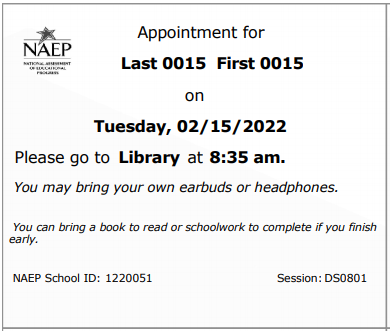 NAEP
NATIONAL ASSESSMENT
OF EDUCATIONAL
PROGRESS
Appointment for
Last 0015 First 0015
on
Tuesday, 02/15/2022
Please go to Library at 8:35 am.
You may bring your own earbuds or headphones.
You can bring a book to read or schoolwork to complete if you finish
early.
NAEP School ID: 1220051 Session: DS0801